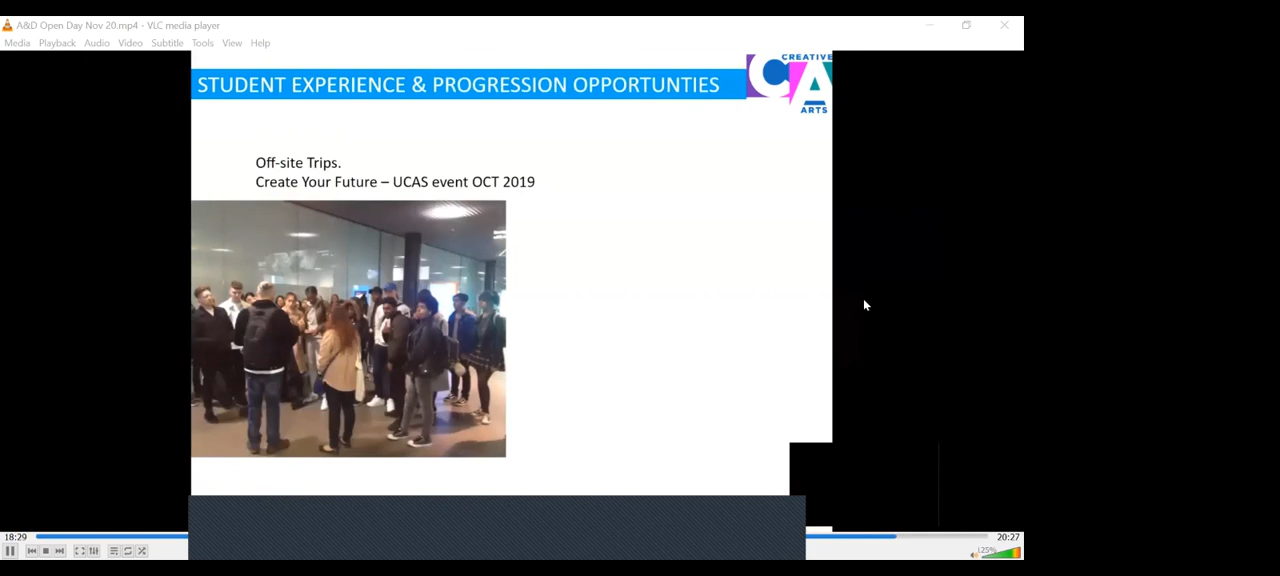 A&D Open Day Nov 20.mp4 - VLC media player
Media Playback Audio Video Subtitle Tools View Help
CREATIVE
STUDENT EXPERIENCE & PROGRESSION OPPORTUNTIES
CA
ARTS
Off-site Trips.
Create Your Future – UCAS event OCT 2019
18:29
20:27
125%